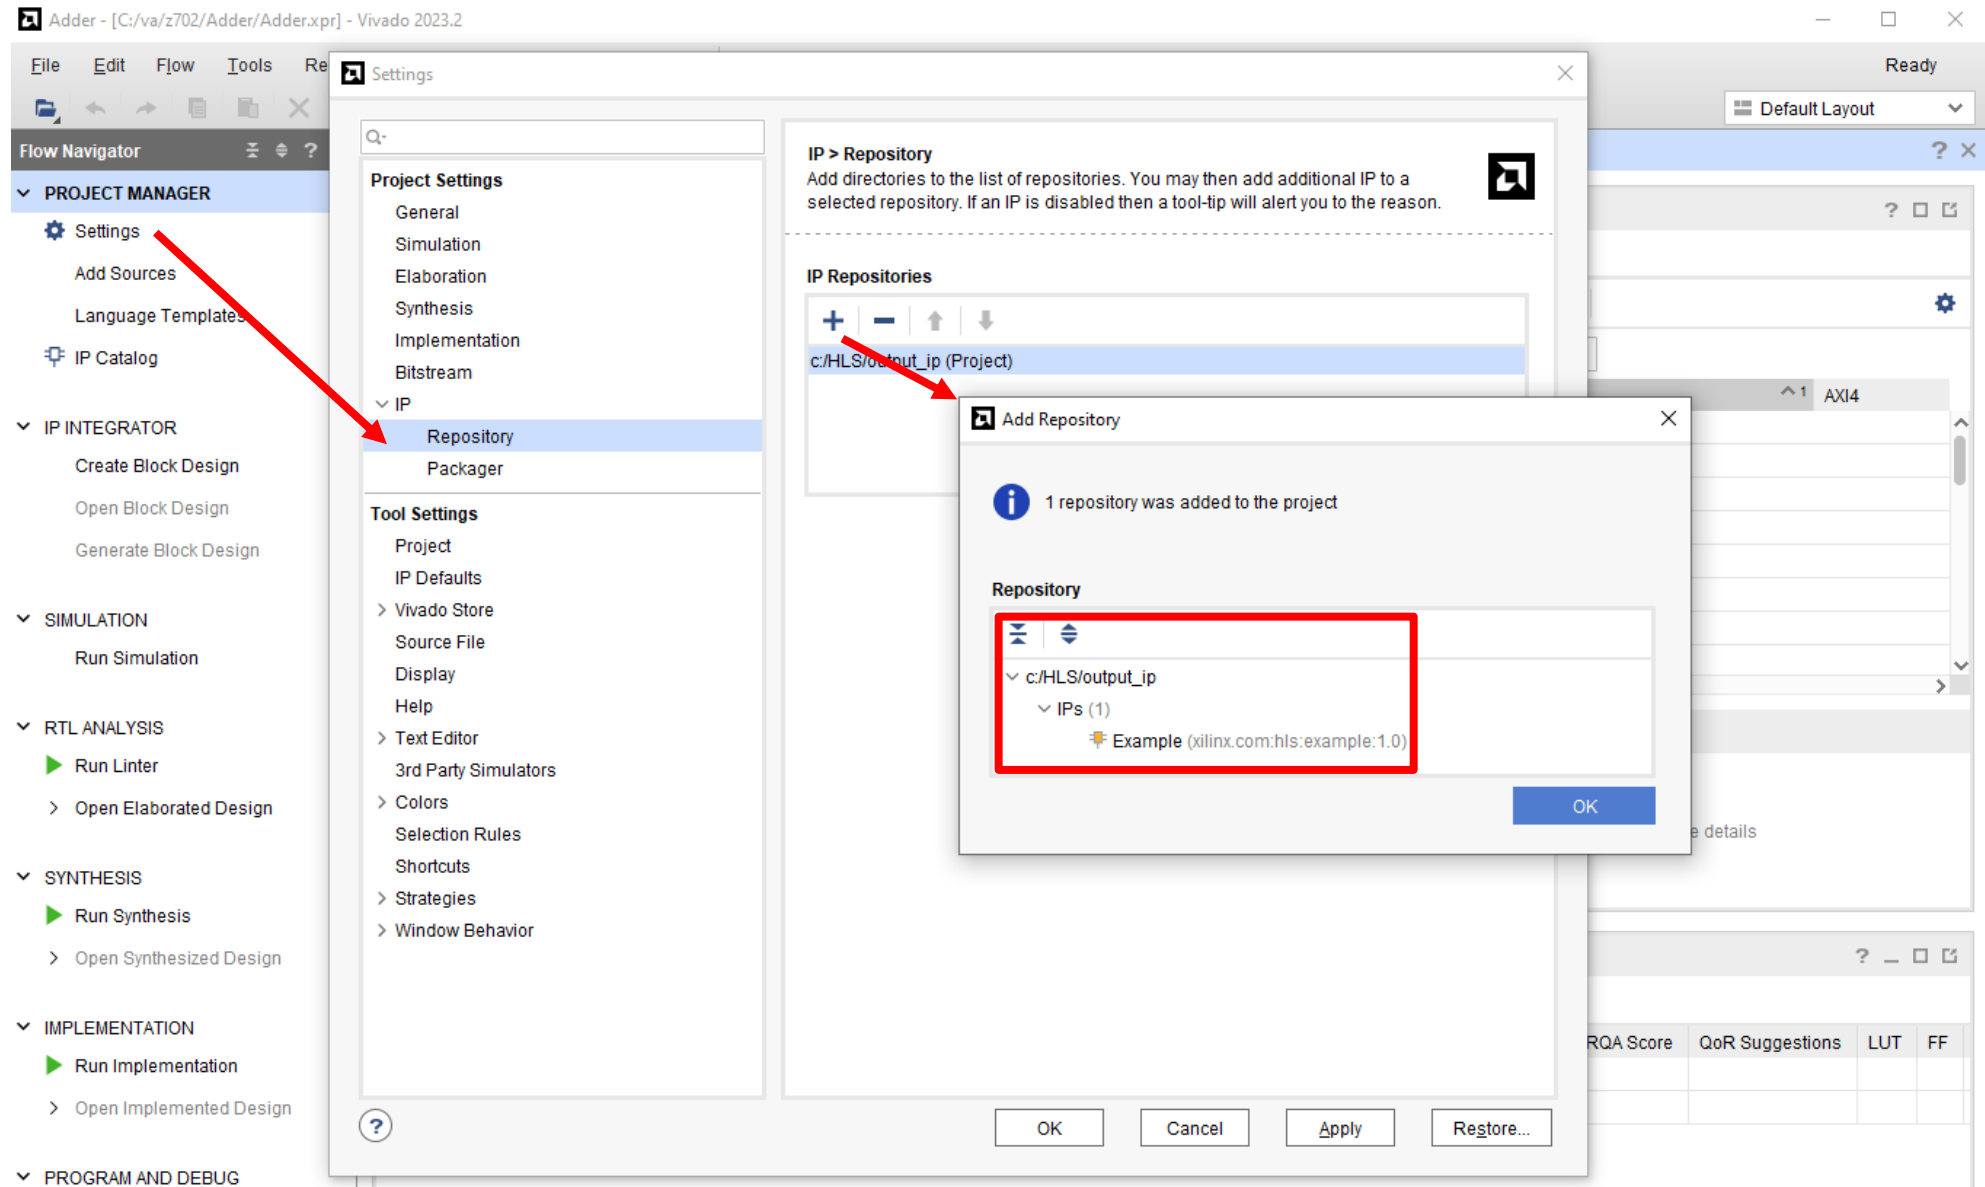 Adder - [C:/va/z702/Adder/Adder.xpr] - Vivado 2023.2
File Edit Flow Tools Re
Ready
Default Layout
Flow Navigator
?
PROJECT MANAGER
Settings
Add Sources
Language Templates
IP Catalog
IP INTEGRATOR
Create Block Design
Open Block Design
Generate Block Design
SIMULATION
Run Simulation
RTL ANALYSIS
Run Linter
Open Elaborated Design
SYNTHESIS
Run Synthesis
Open Synthesized Design
IMPLEMENTATION
Run Implementation
Open Implemented Design
PROGRAM AND DEBUG
Settings
Project Settings
General
Simulation
Elaboration
Synthesis
Implementation
Bitstream
IP
Repository
Packager
Tool Settings
Project
IP Defaults
Vivado Store
Source File
Display
Help
Text Editor
3rd Party Simulators
Colors
Selection Rules
Shortcuts
Strategies
Window Behavior
?
IP > Repository
Add directories to the list of repositories. You may then add additional IP to a
selected repository. If an IP is disabled then a tool-tip will alert you to the reason.
IP Repositories
c:/HLS/output_ip (Project)
Add Repository
1 repository was added to the project
Repository
c:/HLS/output_ip
IPs (1)
Example (xilinx.com:hls:example:1.0)
OK
OK Cancel Apply Restore...
?
?
1 AXI4
e details
?
RQA Score QoR Suggestions LUT FF